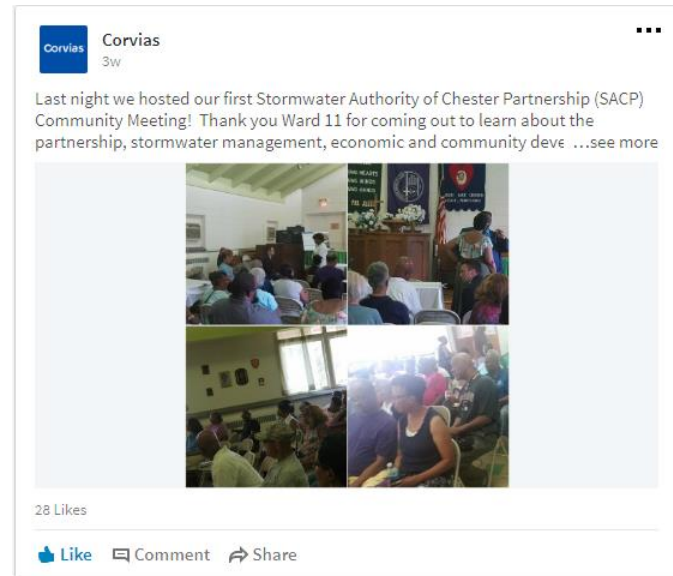 Corvias
Corvias
3w
Last night we hosted our first Stormwater Authority of Chester Partnership (SACP)
Community Meeting! Thank you Ward 11 for coming out to learn about the
partnership, stormwater management, economic and community deve ...see more
28 Likes
Like Comment Share